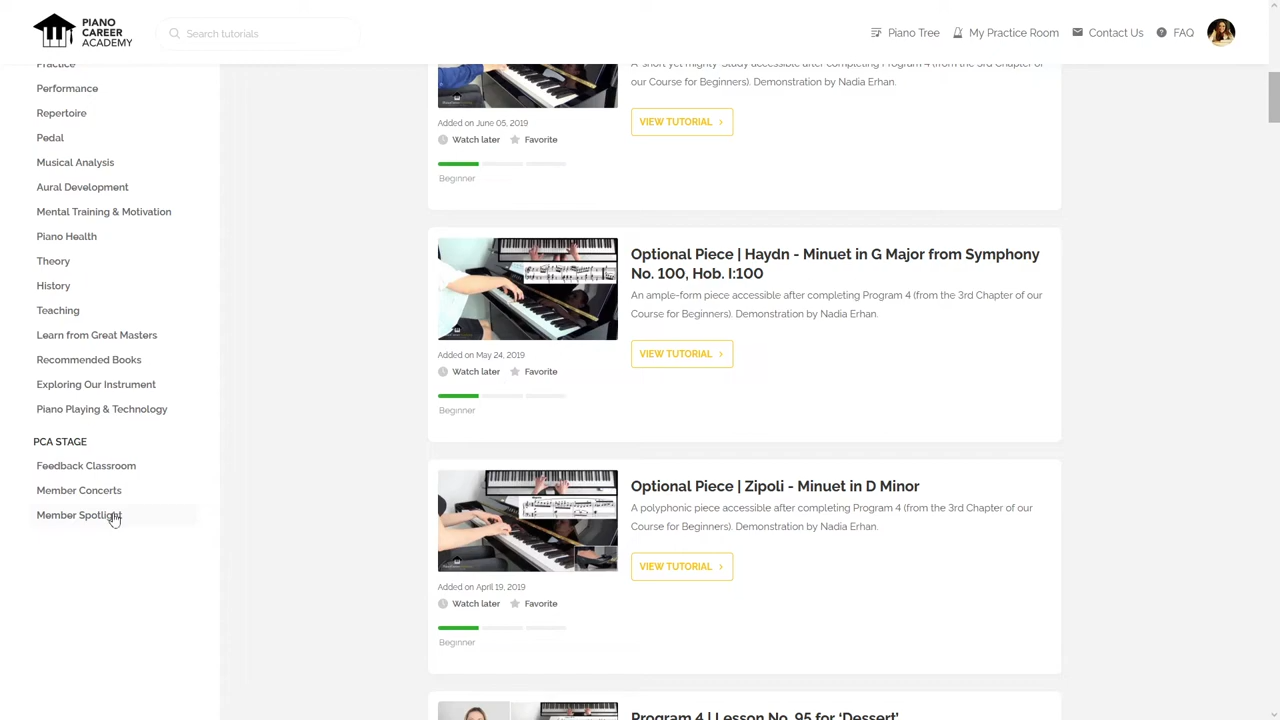 PIANO
CAREER
ACADEMY
Search tutorials
Piano Tree
My Practice Room
Contact Us
FAQ
Practice
Performance
Repertoire
Pedal
Musical Analysis
Aural Development
Mental Training & Motivation
Piano Health
Theory
History
Teaching
Learn from Great Masters
Recommended Books
Exploring Our Instrument
Piano Playing & Technology
PCA STAGE
Feedback Classroom
Member Concerts
Member Spotlight
A short yet mighty Study accessible after completing Program 4 (from the 3rd Chapter of
our Course for Beginners). Demonstration by Nadia Erhan.
VIEW TUTORIAL >
Added on June 05, 2019
Watch later Favorite
Beginner
Optional Piece | Haydn - Minuet in G Major from Symphony
No. 100, Hob. I:100
An ample-form piece accessible after completing Program 4 (from the 3rd Chapter of our
Course for Beginners). Demonstration by Nadia Erhan.
VIEW TUTORIAL >
Added on May 24, 2019
Watch later Favorite
Beginner
Optional Piece | Zipoli - Minuet in D Minor
A polyphonic piece accessible after completing Program 4 (from the 3rd Chapter of our
Course for Beginners). Demonstration by Nadia Erhan.
VIEW TUTORIAL >
Added on April 19, 2019
Watch later Favorite
Beginner
Program 4 | Lesson No. 95 for 'Dessert'